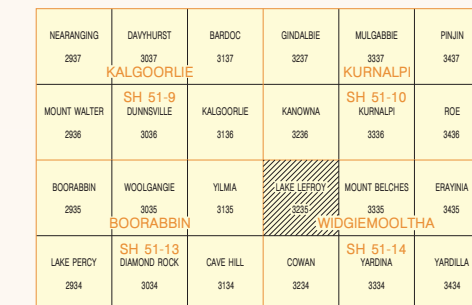 NEARANGING DAVYHURST BARDOC GINDALBIE MULGABBIE PINJIN
2937 3037 3137 3237 3337 3437
KALGOORLIE KURNALPI
SH 51-9 SH 51-10
MOUNT WALTER DUNNSVILLE KALGOORLIE KANOWNA KURNALPI ROE
2936 3036 3136 3236 3336 3436
BOORABBIN WOOLGANGIE YILMIA LAKE LEFROY MOUNT BELCHES ERAYINIA
2935 3035 3135 3235 3335 3435
BOORABBIN WIDGIEMOOLTHA
SH 51-13 SH 51-14
LAKE PERCY DIAMOND ROCK CAVE HILL COWAN YARDINA YARDILLA
2934 3034 3134 3234 3334 3434